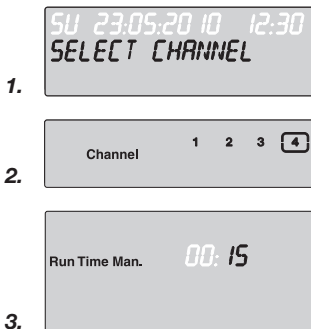 SU 23:05:20 10 12:30
SELECT CHANNEL
1.
Channel 1 2 3 4
2.
Run Time Man. 00: 15
3.